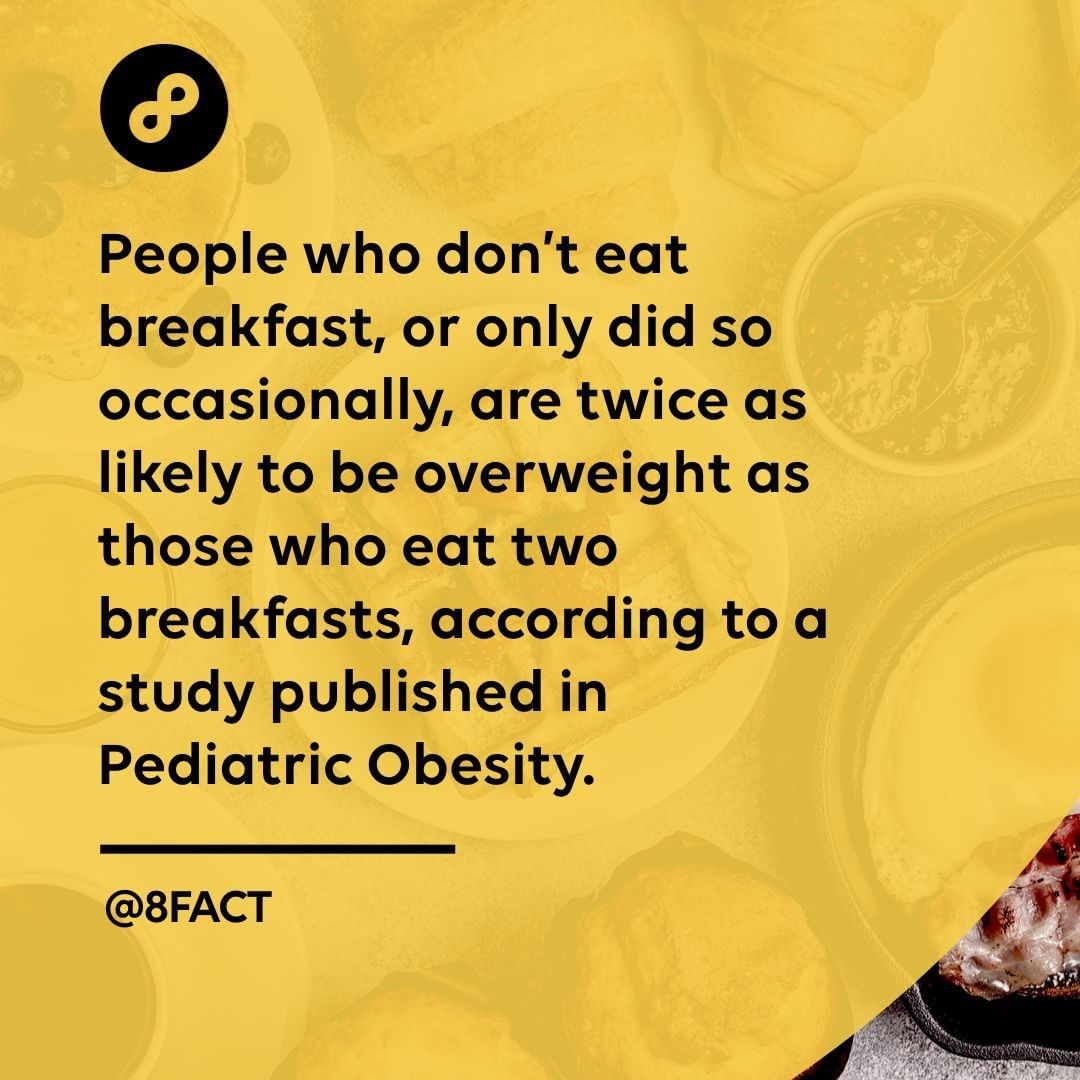 People who don't eat
breakfast, or only did so
occasionally, are twice as
likely to be overweight as
those who eat two
breakfasts, according to a
study published in
Pediatric Obesity.
@8FACT